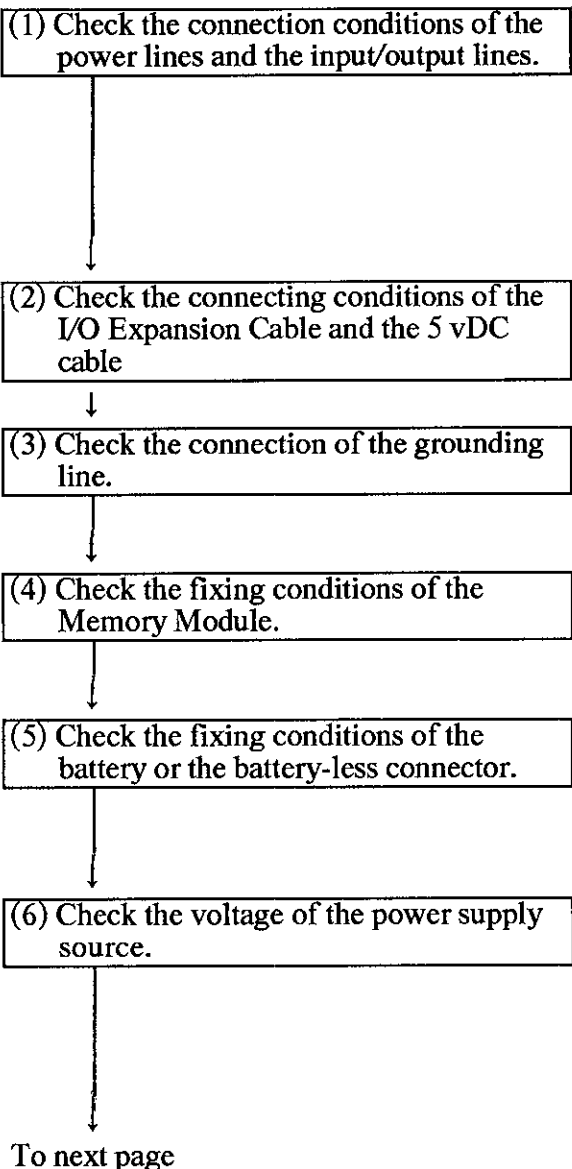 (1) Check the connection conditions of the
power lines and the input/output lines.
(2) Check the connecting conditions of the
I/O Expansion Cable and the 5 vDC
cable
(3) Check the connection of the grounding
line.
(4) Check the fixing conditions of the
Memory Module.
(5) Check the fixing conditions of the
battery or the battery-less connector.
(6) Check the voltage of the power supply
source.
To next page